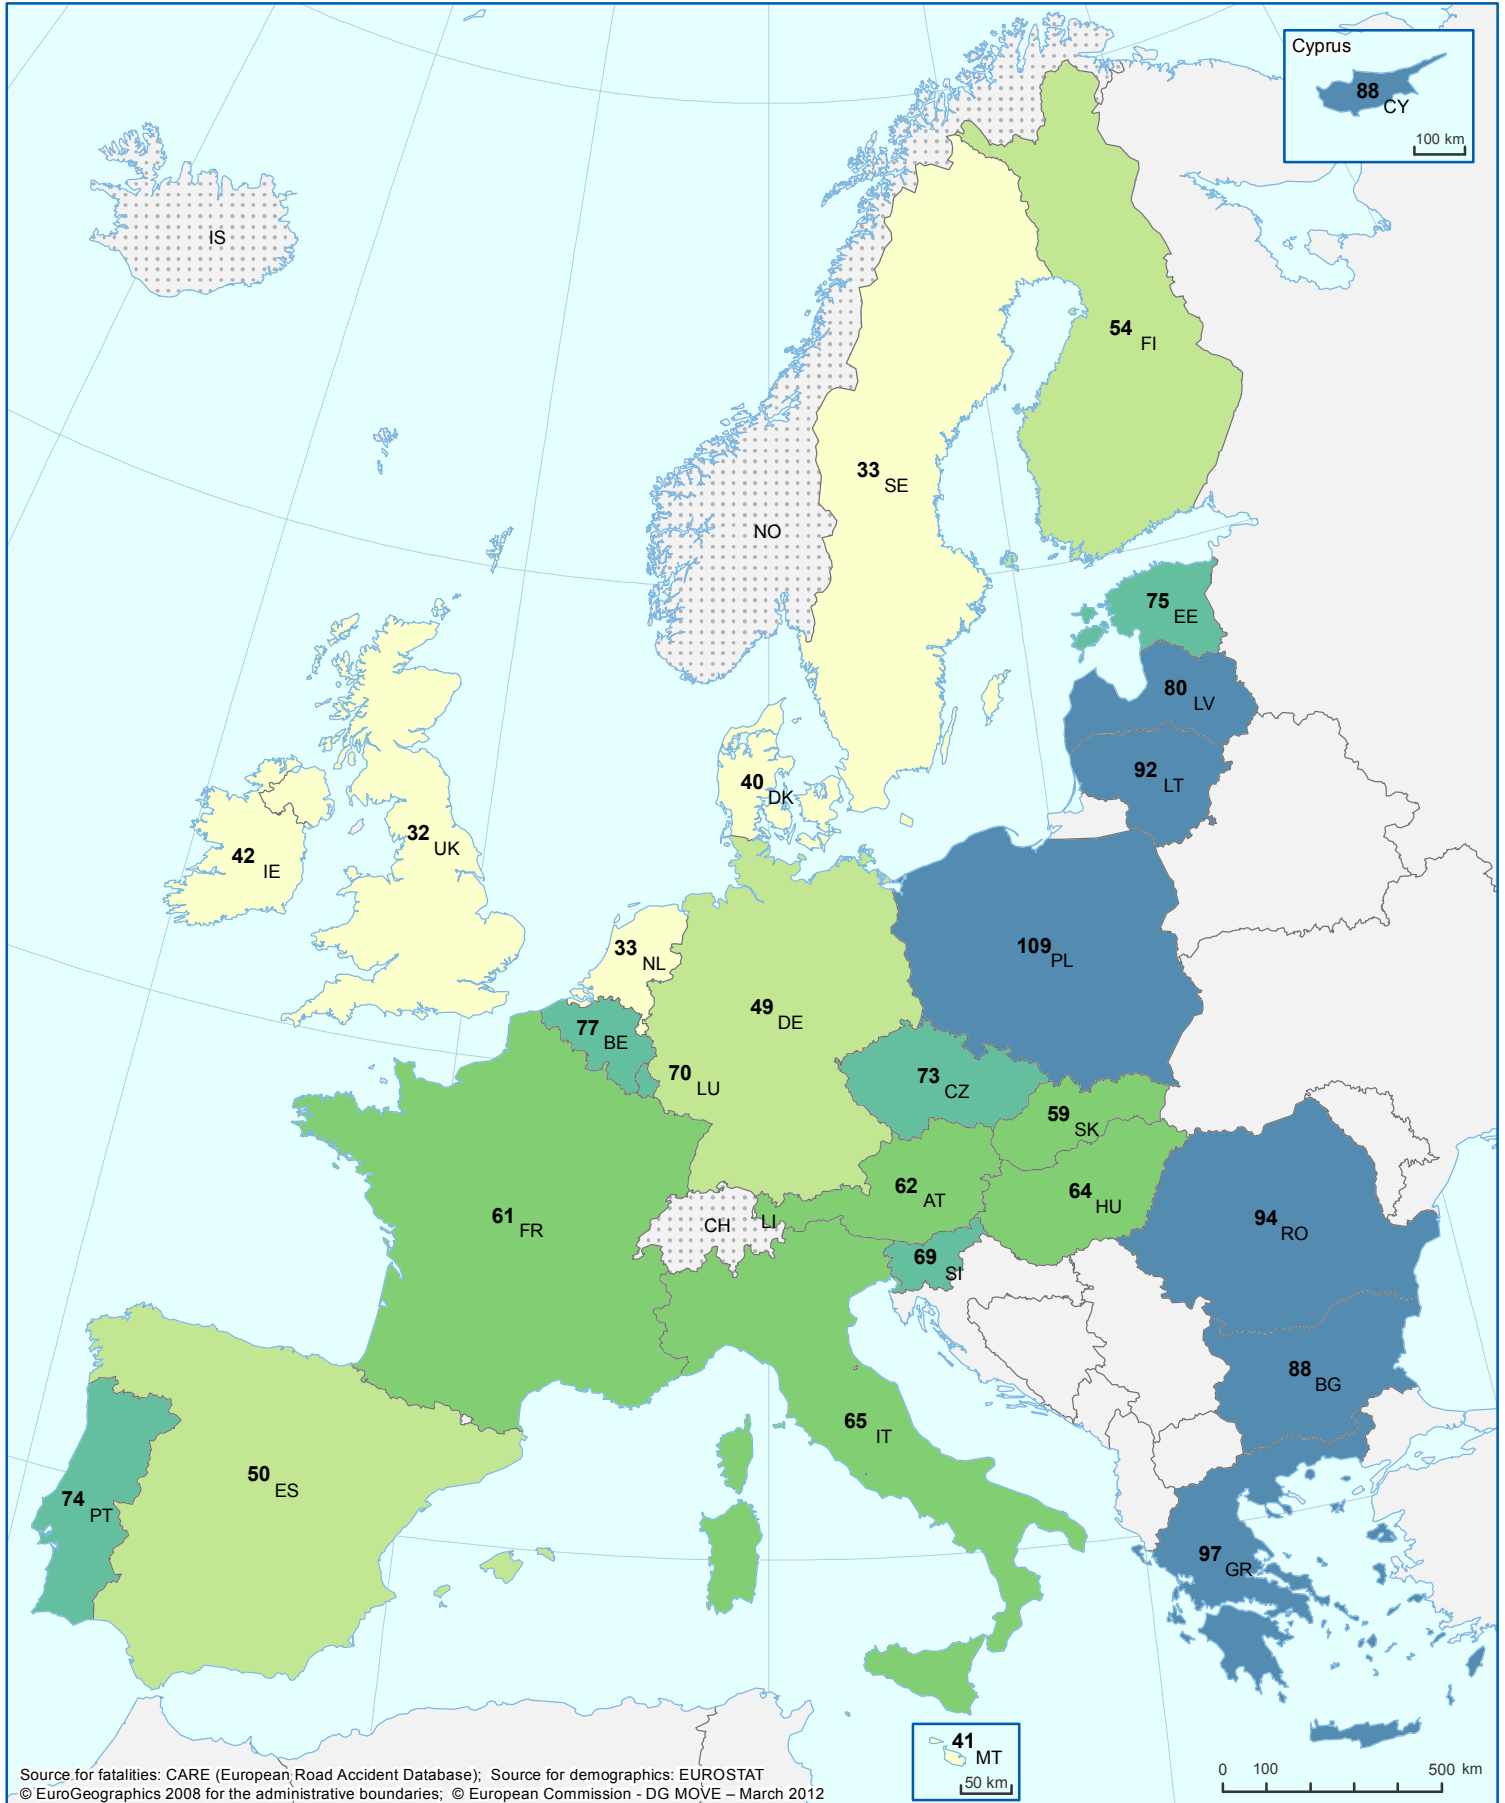 Cyprus
88
CY
100 km
IS
54
FI
33
SE
NO
75
EE
80
LV
92
LT
40
DK
42
IE
32
UK
33
NL
109
PL
49
DE
77
BE
70
LU
73
CZ
59
SK
62
AT
64
HU
61
FR
CH
LI
94
RO
69
SI
88
BG
65
IT
50
ES
74
PT
97
GR
41
MT
50 km
Source for fatalities: CARE (European Road Accident Database); Source for demographics: EUROSTAT
© EuroGeographics 2008 for the administrative boundaries; © European Commission - DG MOVE – March 2012
0 100 500 km